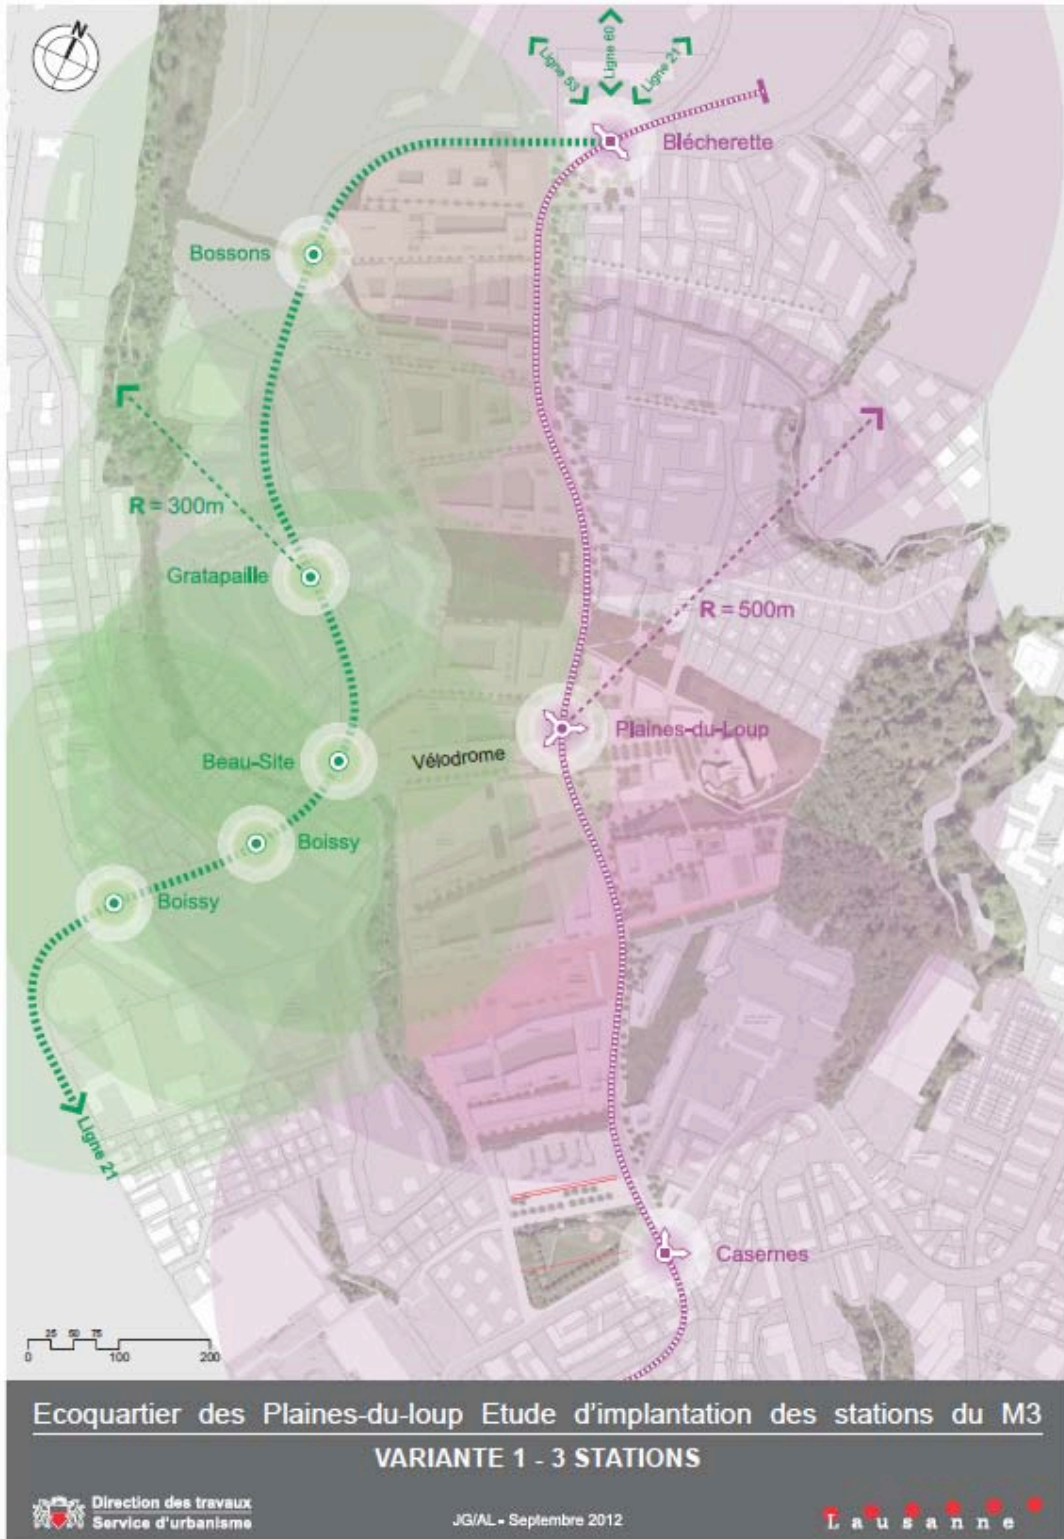 N
Ligne 53
Ligne 60
Ligne 21
Blécherette
Bossons
R = 300m
Gratapaille
R = 500m
Plaines-du-Loup
Vélodrome
Beau-Site
Boissy
Boissy
Ligne 21
Casernes
25 50 75
0 100 200
Ecoquartier des Plaines-du-loup Etude d'implantation des stations du M3
VARIANTE 1 - 3 STATIONS
Direction des travaux
Service d'urbanisme
JG/AL - Septembre 2012
Lausanne